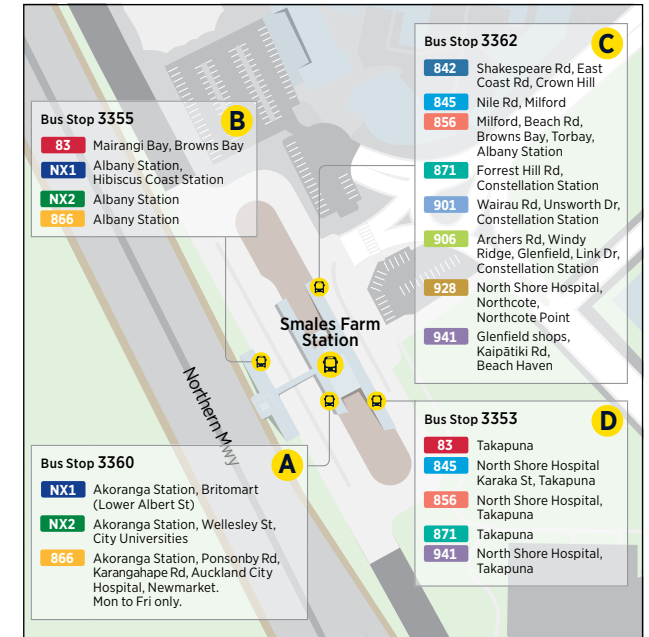 Bus Stop 3362
C
842 Shakespeare Rd, East
Coast Rd, Crown Hill
845 Nile Rd, Milford
856 Milford, Beach Rd,
Browns Bay, Torbay,
Albany Station
871 Forrest Hill Rd,
Constellation Station
901 Wairau Rd, Unsworth Dr,
Constellation Station
906 Archers Rd, Windy
Ridge, Glenfield, Link Dr,
Constellation Station
928 North Shore Hospital,
Northcote,
Northcote Point
941 Glenfield shops,
Kaipātiki Rd,
Beach Haven
Bus Stop 3355
B
83 Mairangi Bay, Browns Bay
NX1 Albany Station,
Hibiscus Coast Station
NX2 Albany Station
866 Albany Station
Smales Farm
Station
Northern Mwy
Bus Stop 3360
A
NX1 Akoranga Station, Britomart
(Lower Albert St)
NX2 Akoranga Station, Wellesley St,
City Universities
866 Akoranga Station, Ponsonby Rd,
Karangahape Rd, Auckland City
Hospital, Newmarket.
Mon to Fri only.
Bus Stop 3353
D
83 Takapuna
845 North Shore Hospital
Karaka St, Takapuna
856 North Shore Hospital,
Takapuna
871 Takapuna
941 North Shore Hospital,
Takapuna